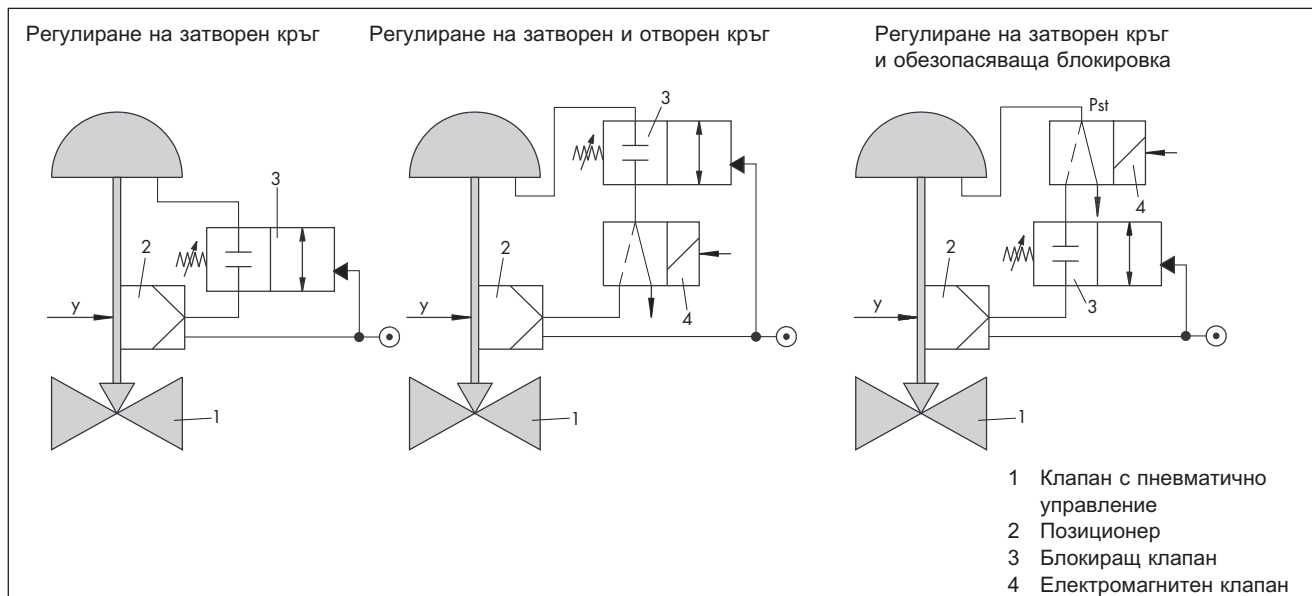 Регулиране на затворен кръг
3
2
y
1
Регулиране на затворен и отворен кръг
3
2
4
y
1
Регулиране на затворен кръг
и обезопасяваща блокировка
Pst
4
2
3
y
1
1 Клапан с пневматично
управление
2 Позиционер
3 Блокиращ клапан
4 Електромагнитен клапан